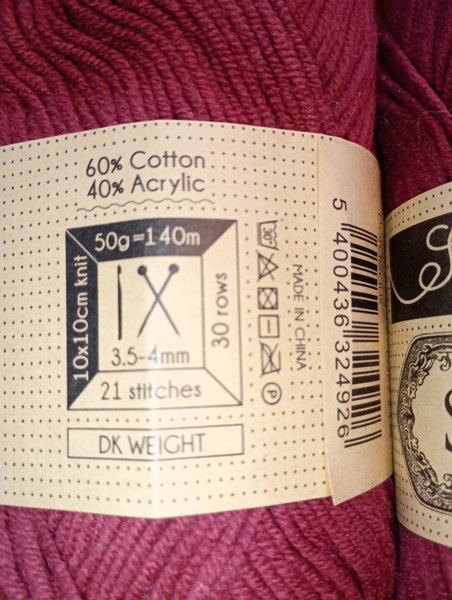 60% Cotton
40% Acrylic
50g=140m
10x10cm knit
30 rows
3.5-4mm
21 stitches
DK WEIGHT
30°
P
MADE IN CHINA
5 400436 324926
S